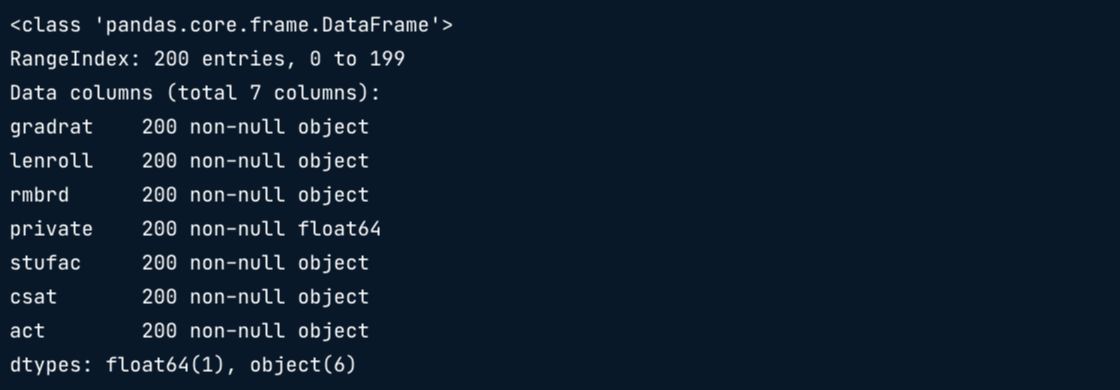 <class 'pandas.core.frame.DataFrame'>
RangeIndex: 200 entries, 0 to 199
Data columns (total 7 columns):
gradrat    200 non-null object
lenroll    200 non-null object
rmbrd      200 non-null object
private    200 non-null float64
stufac     200 non-null object
csat       200 non-null object
act        200 non-null object
dtypes: float64(1), object(6)